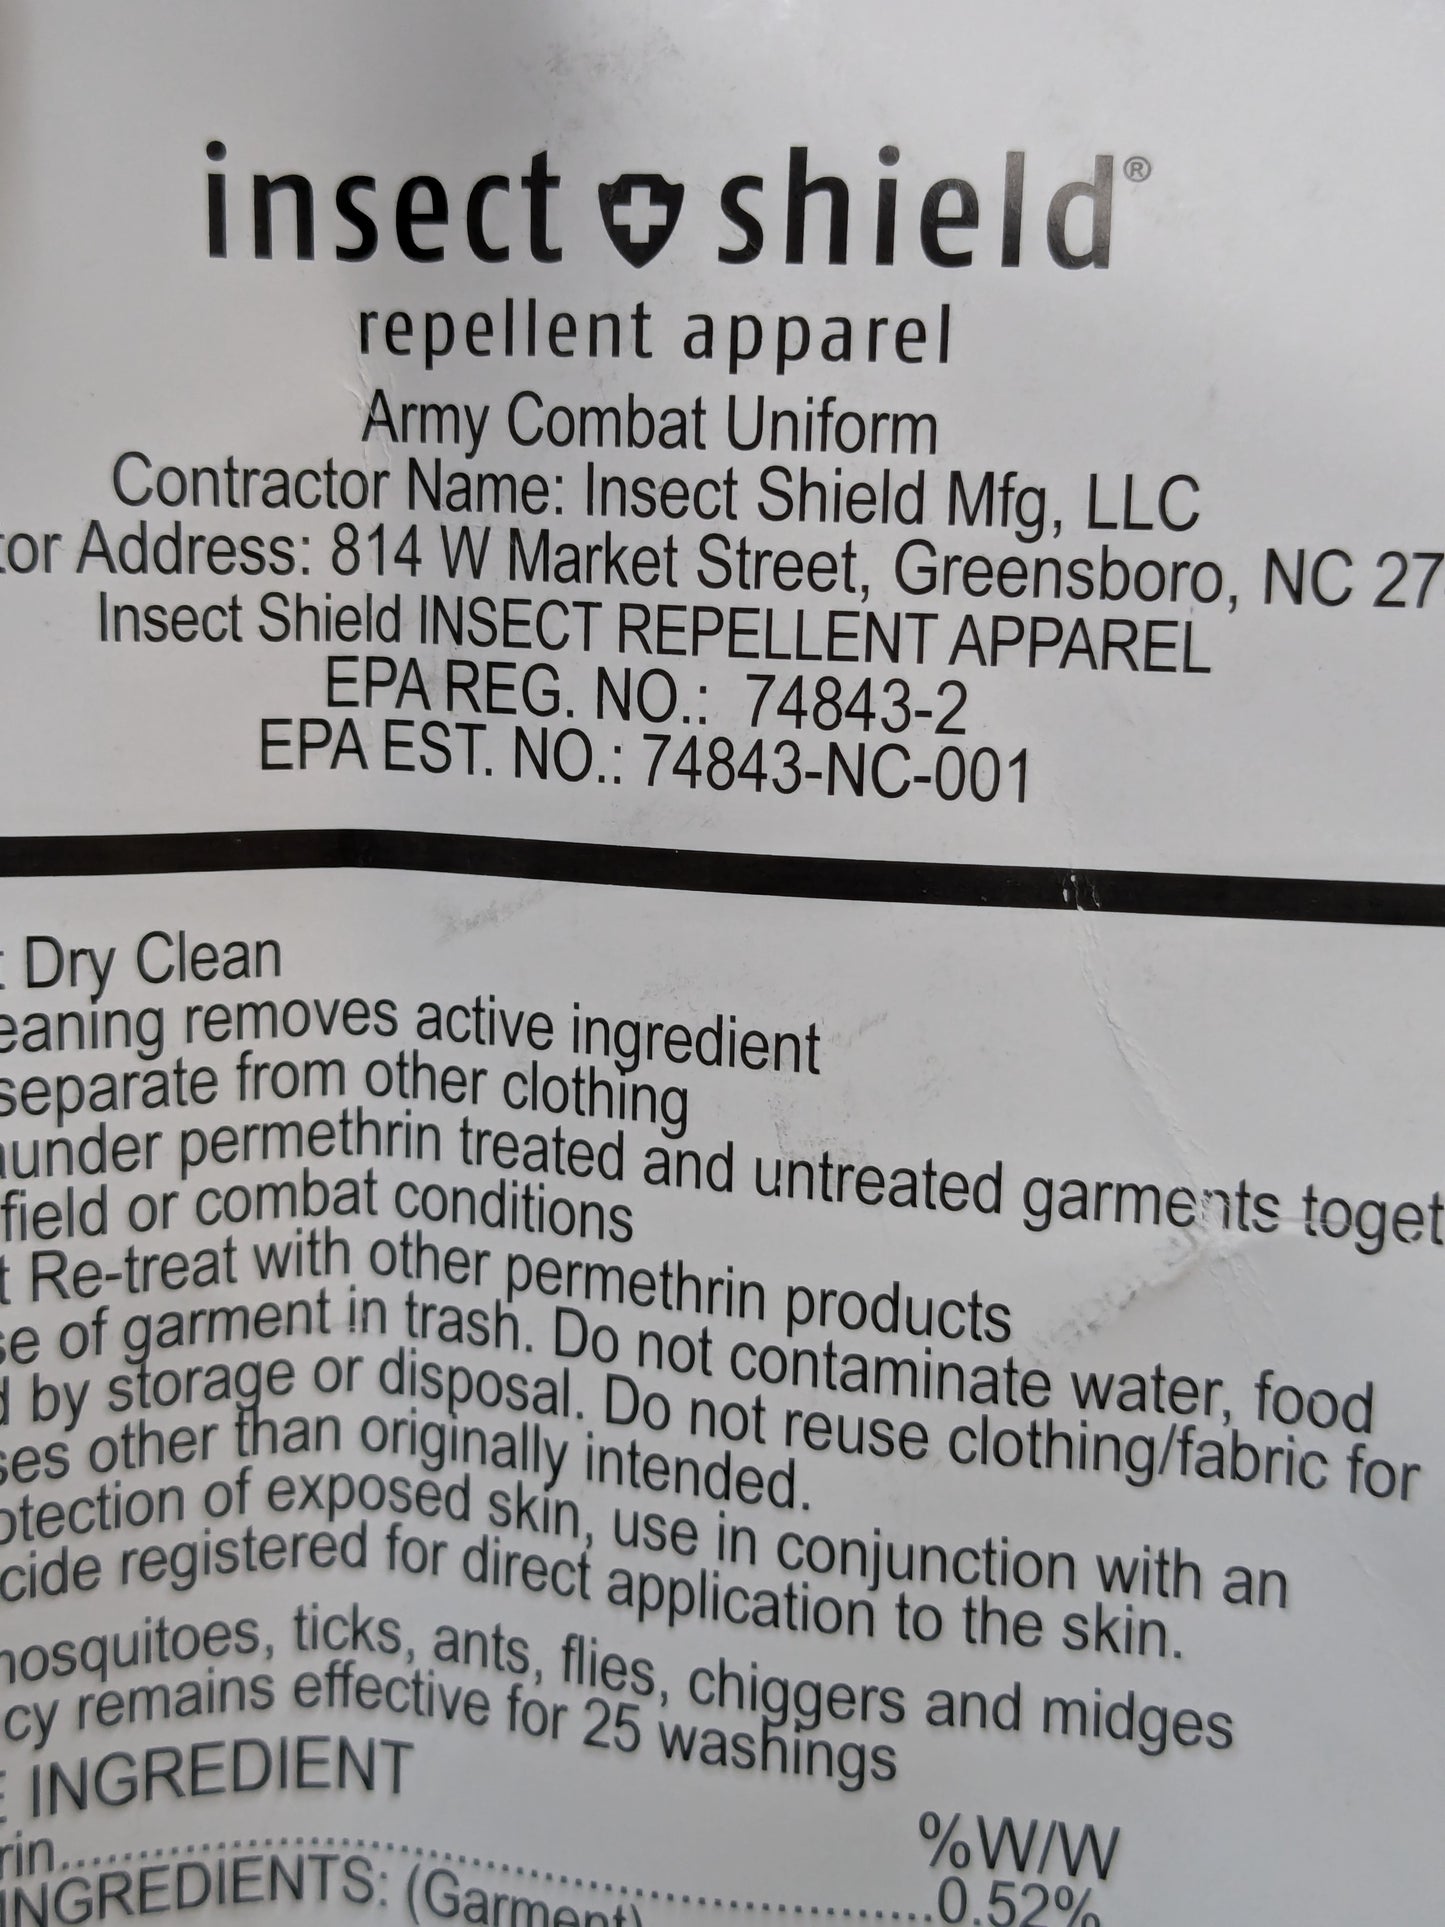 insect shield®
repellent apparel
Army Combat Uniform
Contractor Name: Insect Shield Mfg, LLC
tor Address: 814 W Market Street, Greensboro, NC 27
Insect Shield INSECT REPELLENT APPAREL
EPA REG. NO.: 74843-2
EPA EST. NO.: 74843-NC-001
t Dry Clean
eaning removes active ingredient
separate from other clothing
aunder permethrin treated and untreated garments toget
field or combat conditions
t Re-treat with other permethrin products
se of garment in trash. Do not contaminate water, food
d by storage or disposal. Do not reuse clothing/fabric for
ses other than originally intended.
otection of exposed skin, use in conjunction with an
cide registered for direct application to the skin.
mosquitoes, ticks, ants, flies, chiggers and midges
cy remains effective for 25 washings
E INGREDIENT
%W/W
rin..............................0.52%
INGREDIENTS: (Garment)